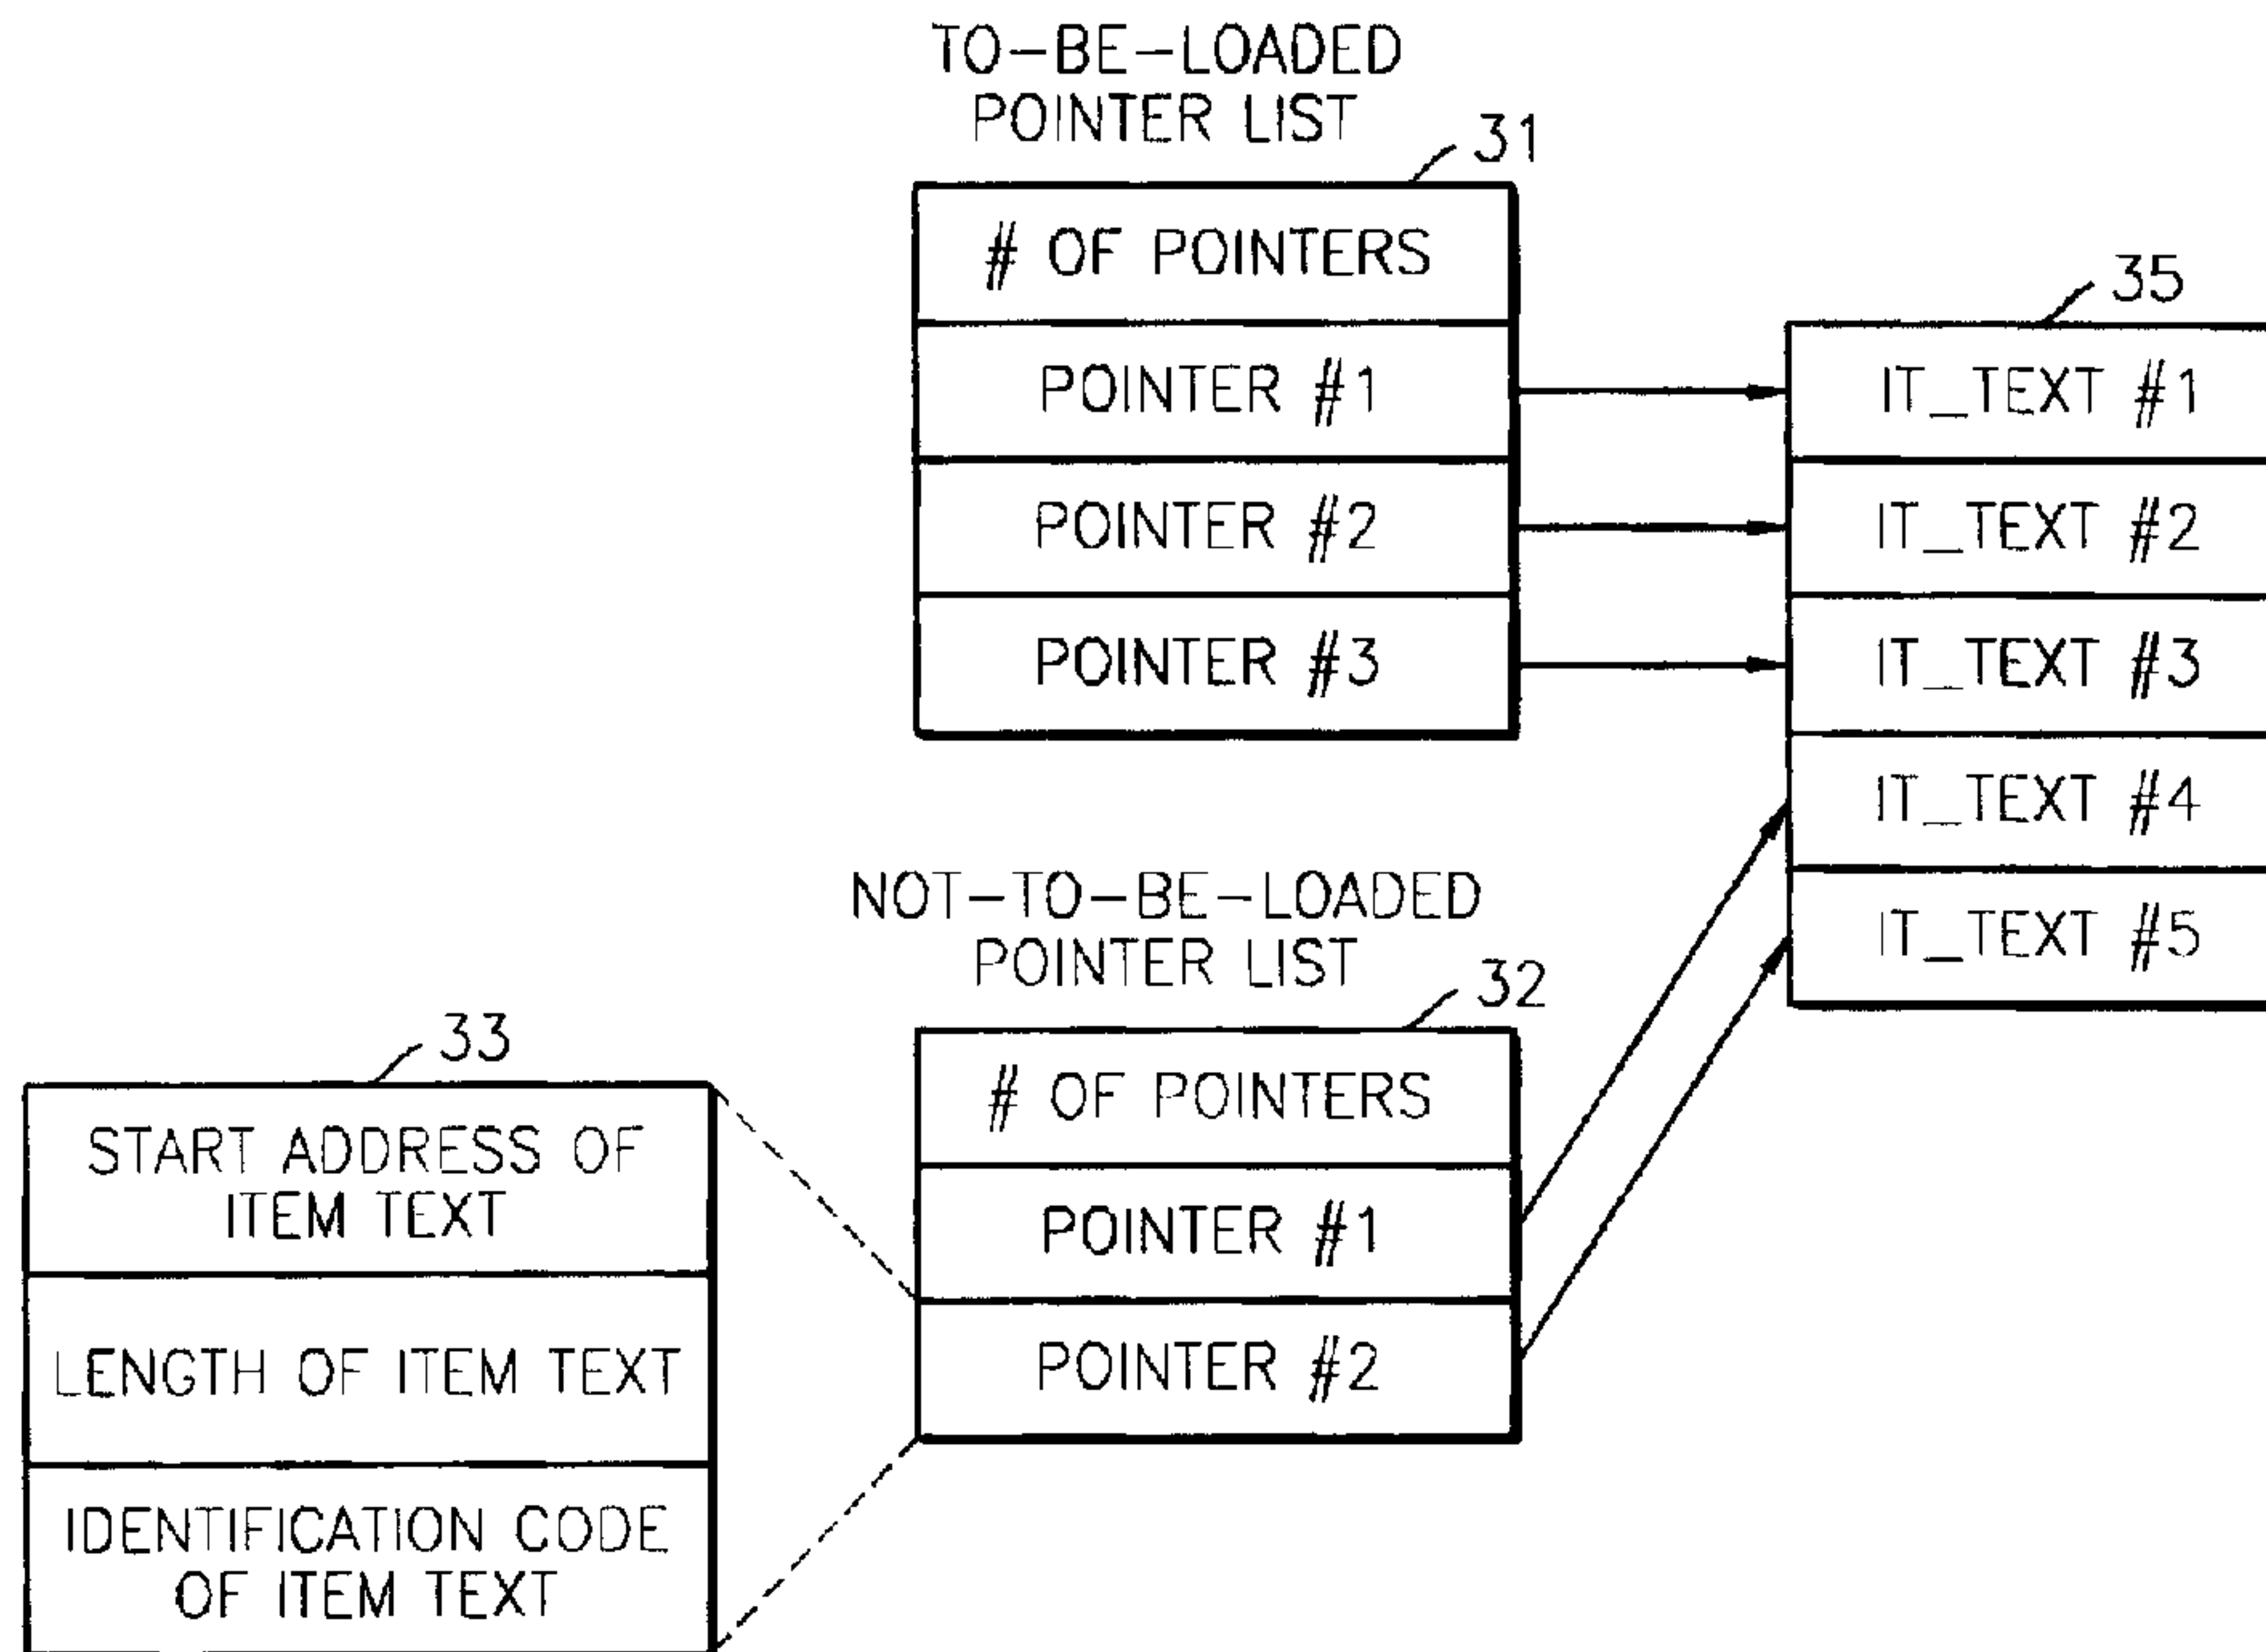 TO-BE-LOADED
POINTER LIST
31
# OF POINTERS
POINTER #1
POINTER #2
POINTER #3
35
IT_TEXT #1
IT_TEXT #2
IT_TEXT #3
IT_TEXT #4
IT_TEXT #5
NOT-TO-BE-LOADED
POINTER LIST
32
# OF POINTERS
POINTER #1
POINTER #2
33
START ADDRESS OF
ITEM TEXT
LENGTH OF ITEM TEXT
IDENTIFICATION CODE
OF ITEM TEXT